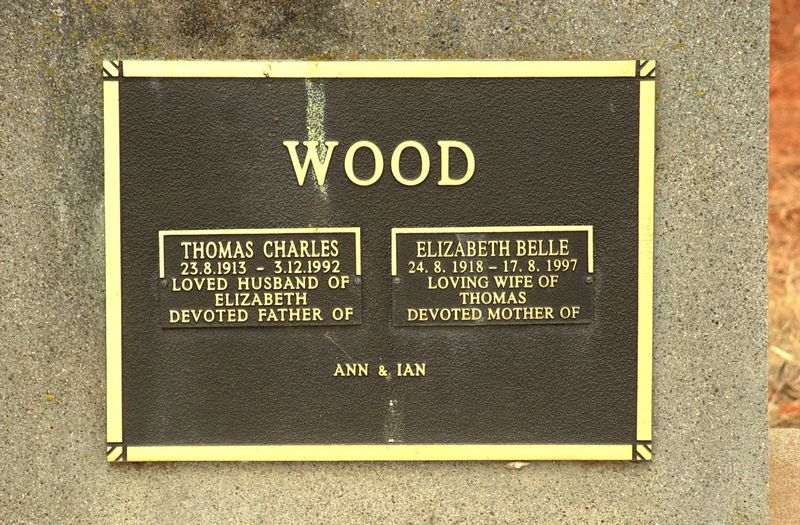 WOOD
THOMAS CHARLES
23.8.1913 - 3.12.1992
LOVED HUSBAND OF
ELIZABETH
DEVOTED FATHER OF
ELIZABETH BELLE
24. 8. 1918 - 17. 8. 1997
LOVING WIFE OF
THOMAS
DEVOTED MOTHER OF
ANN & IAN